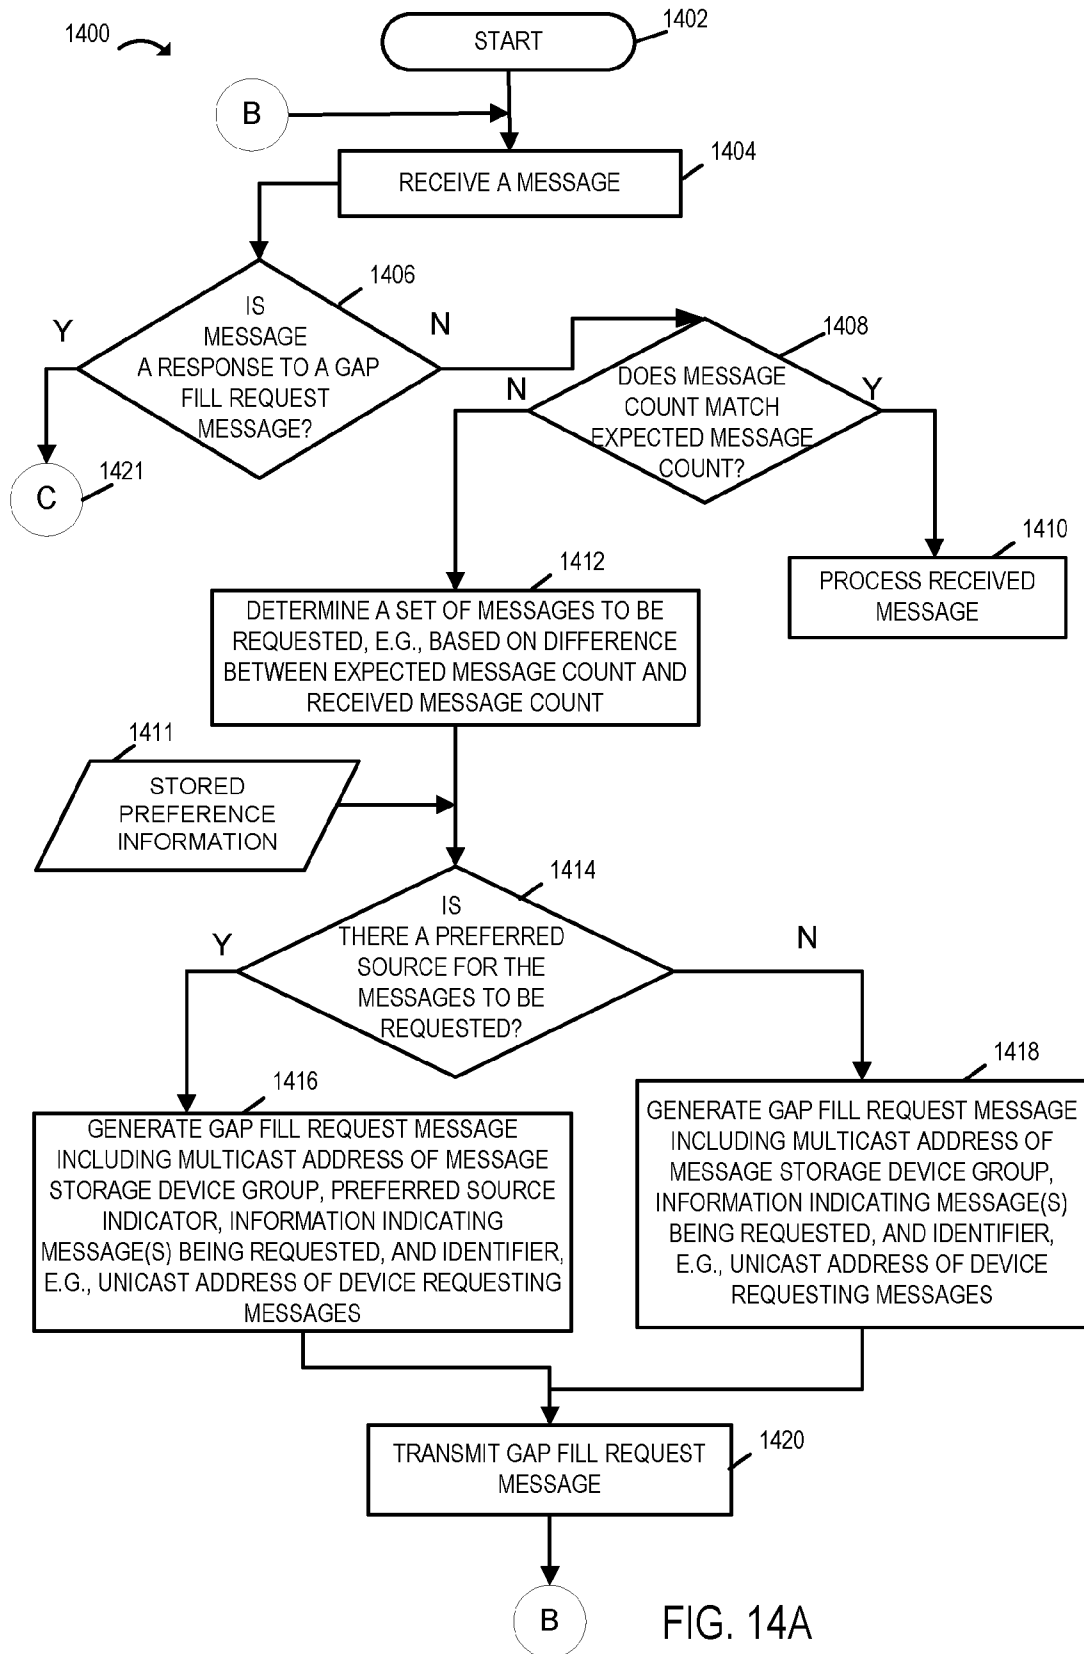 1400
START
1402
B
RECEIVE A MESSAGE
1404
1406
IS
MESSAGE
A RESPONSE TO A GAP
FILL REQUEST
MESSAGE?
Y
N
C
1421
1408
DOES MESSAGE
COUNT MATCH
EXPECTED MESSAGE
COUNT?
N
Y
1410
PROCESS RECEIVED
MESSAGE
1412
DETERMINE A SET OF MESSAGES TO BE
REQUESTED, E.G., BASED ON DIFFERENCE
BETWEEN EXPECTED MESSAGE COUNT AND
RECEIVED MESSAGE COUNT
1411
STORED
PREFERENCE
INFORMATION
1414
IS
THERE A PREFERRED
SOURCE FOR THE
MESSAGES TO BE
REQUESTED?
Y
N
1416
GENERATE GAP FILL REQUEST MESSAGE
INCLUDING MULTICAST ADDRESS OF MESSAGE
STORAGE DEVICE GROUP, PREFERRED SOURCE
INDICATOR, INFORMATION INDICATING
MESSAGE(S) BEING REQUESTED, AND IDENTIFIER,
E.G., UNICAST ADDRESS OF DEVICE REQUESTING
MESSAGES
1418
GENERATE GAP FILL REQUEST MESSAGE
INCLUDING MULTICAST ADDRESS OF
MESSAGE STORAGE DEVICE GROUP,
INFORMATION INDICATING MESSAGE(S)
BEING REQUESTED, AND IDENTIFIER,
E.G., UNICAST ADDRESS OF DEVICE
REQUESTING MESSAGES
TRANSMIT GAP FILL REQUEST
MESSAGE
1420
B
FIG. 14A